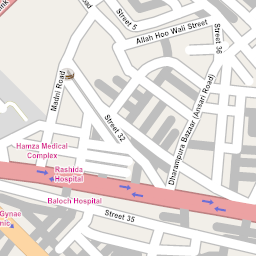 Street 5
Allah Hoo Wali Street
Street 36
Madni Road
Street 32
Dharampura Bazaar (Ansari Road)
Hamza Medical
Complex
Rashida
Hospital
Baloch Hospital
Street 35
Gynae